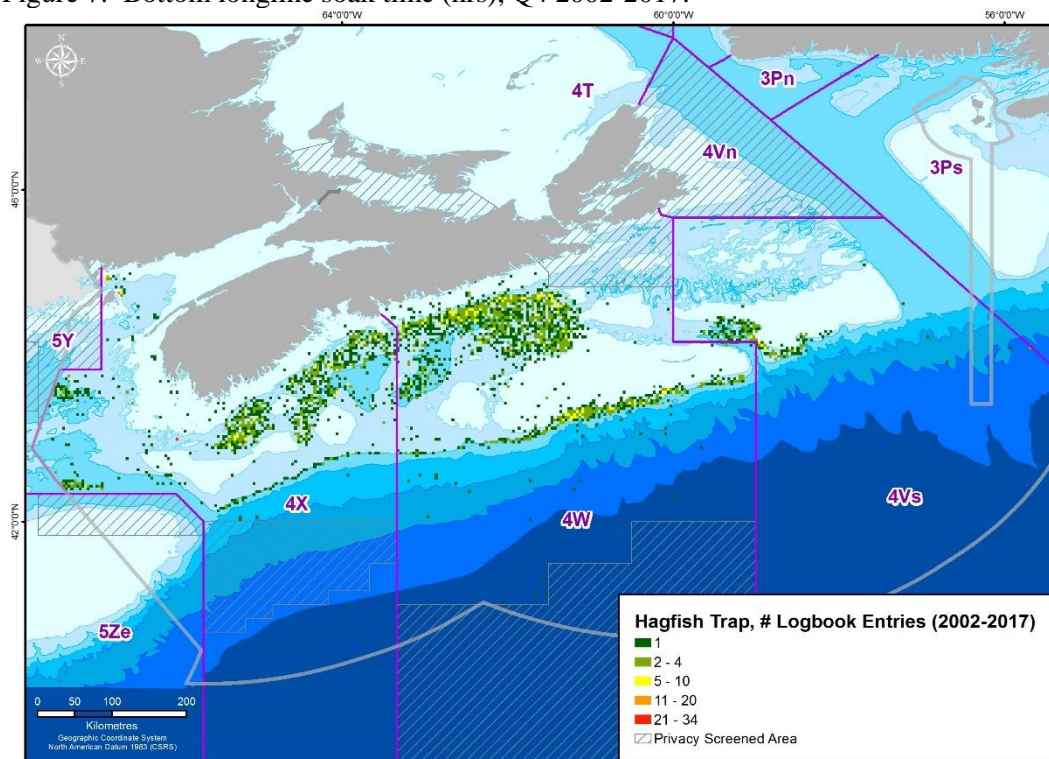 Figure 7. Bottom longline soak time (hrs), Q4 2002-2017.
64°0'0"W
60°0'0"W
56°0'0"W
N
W
E
S
3Pn
4T
4Vn
3Ps
46°0'0"N
5Y
4X
4W
4Vs
42°0'0"N
5Ze
Hagfish Trap, # Logbook Entries (2002-2017)
1
2 - 4
5 - 10
11 - 20
21 - 34
Privacy Screened Area
0 50 100 200
Kilometres
Geographic Coordinate System
North American Datum 1983 (CSRS)